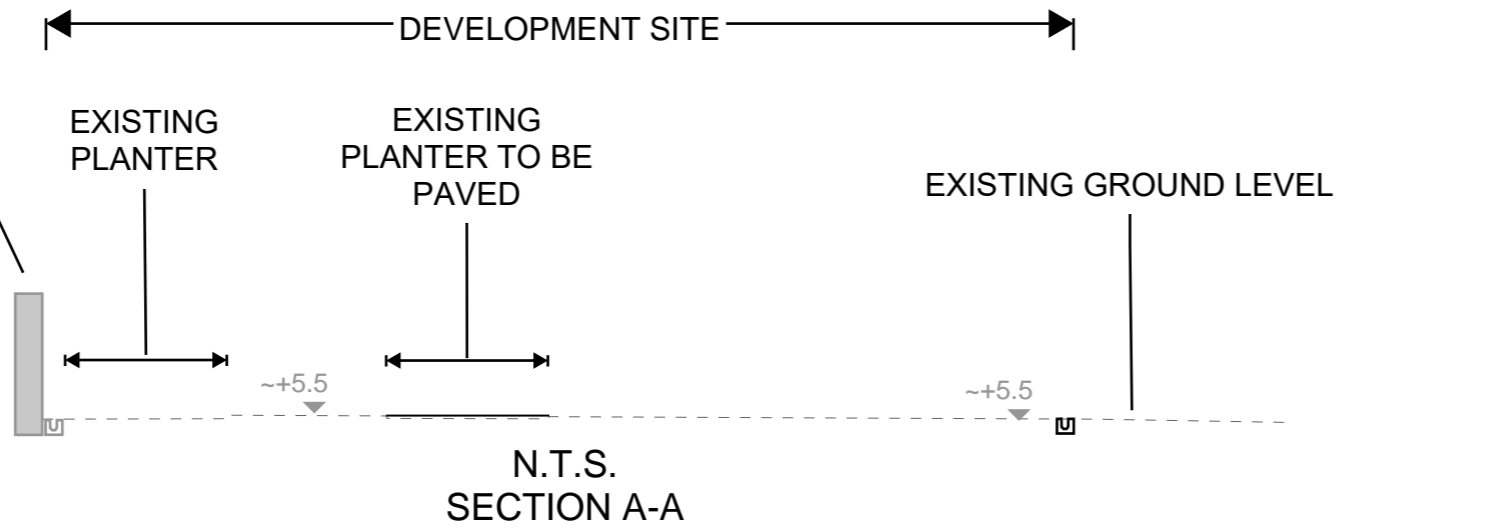 DEVELOPMENT SITE
EXISTING
PLANTER
EXISTING
PLANTER TO BE
PAVED
EXISTING GROUND LEVEL
~+5.5
~+5.5
N.T.S.
SECTION A-A